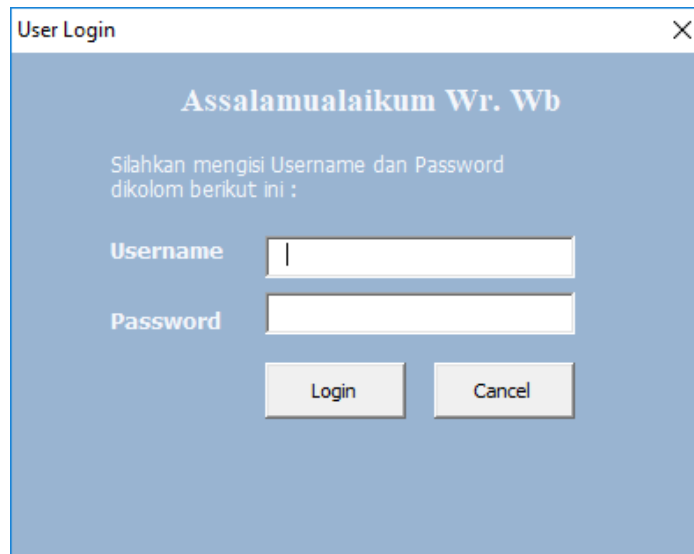 User Login
Assalamualaikum Wr. Wb
Silahkan mengisi Username dan Password
dikolom berikut ini :
Username
Password
Login Cancel